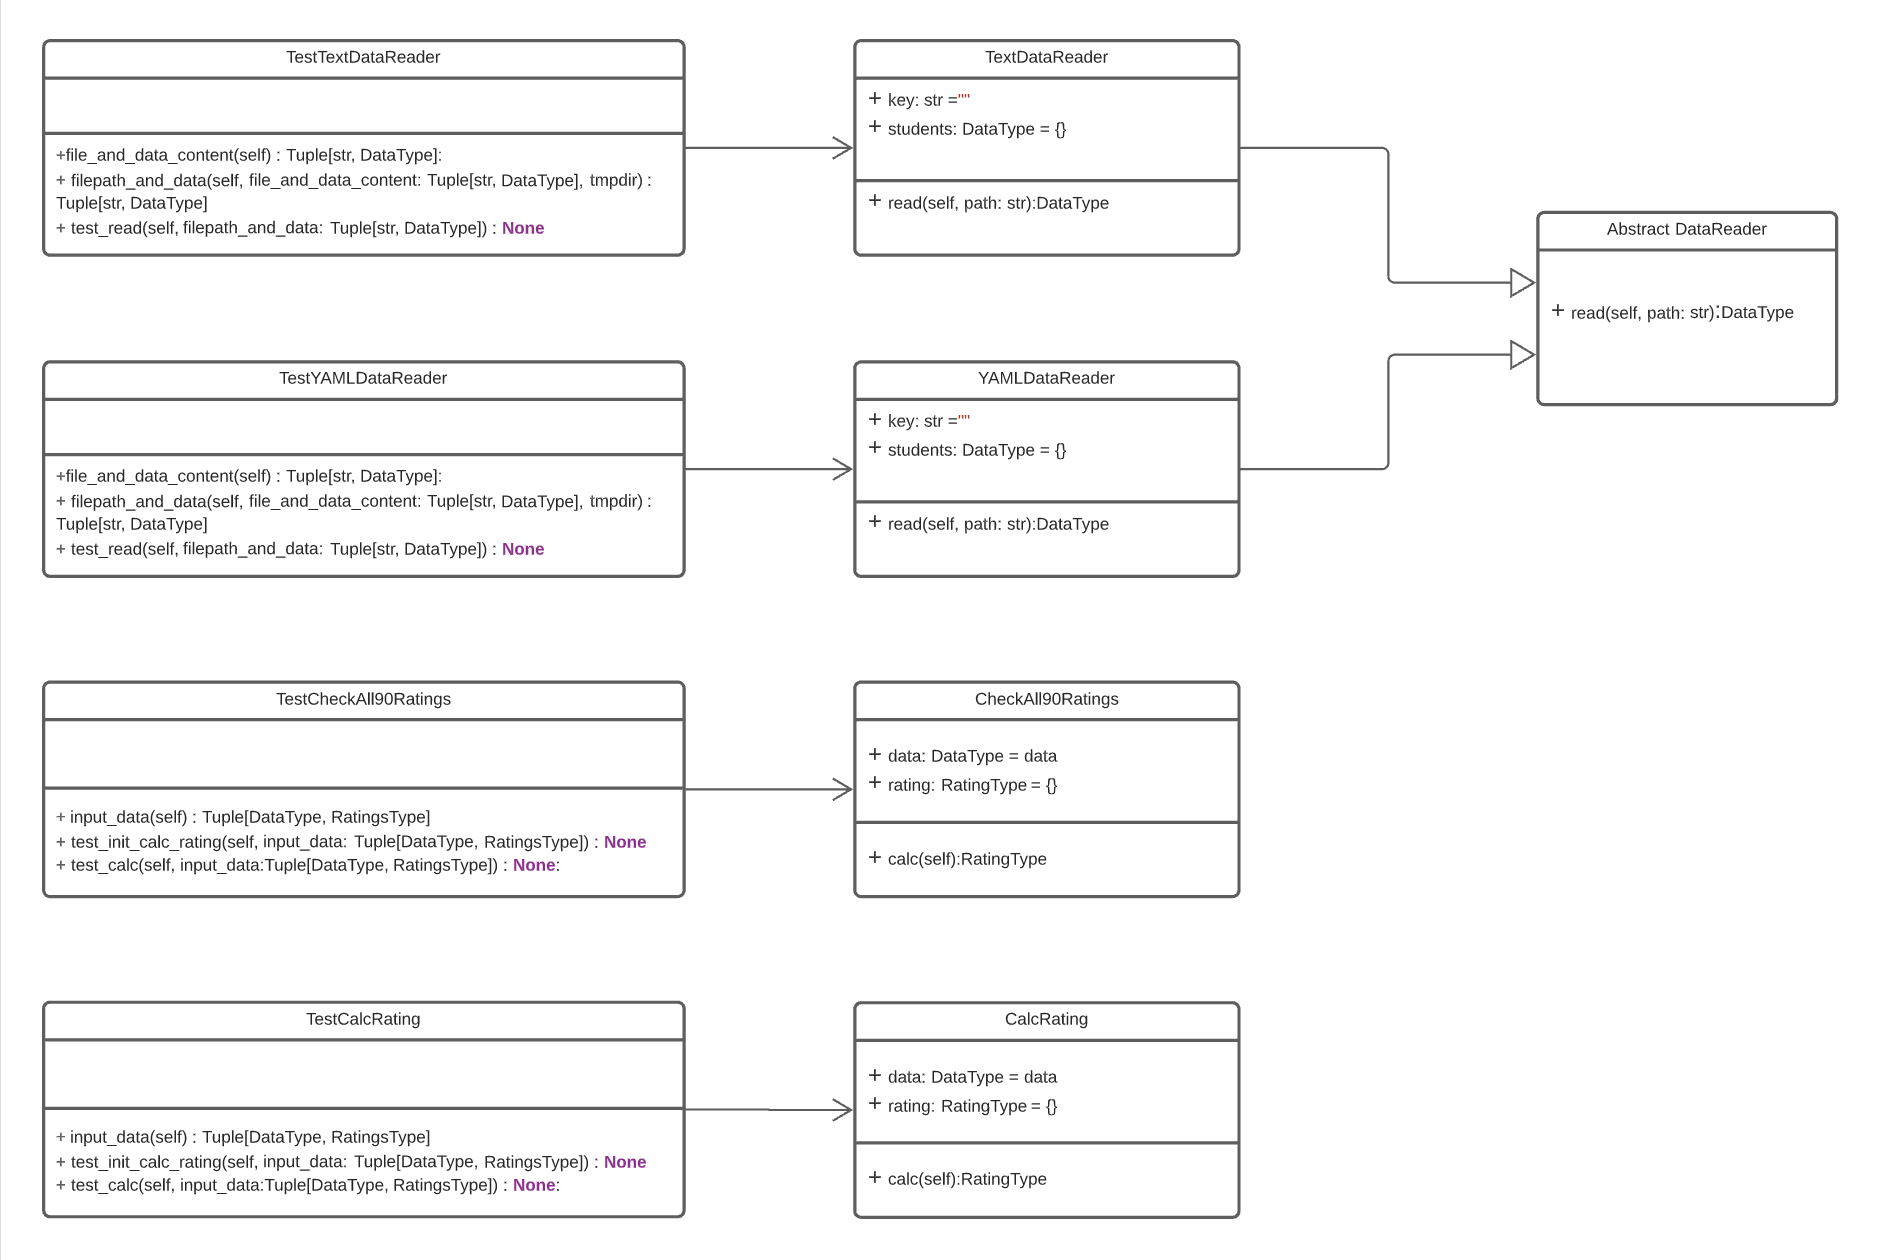 TestTextDataReader
+file_and_data_content(self) : Tuple[str, DataType]:
+ filepath_and_data(self, file_and_data_content: Tuple[str, DataType], tmpdir) :
Tuple[str, DataType]
+ test_read(self, filepath_and_data: Tuple[str, DataType]) : None
TextDataReader
+ key: str =""
+ students: DataType = {}
+ read(self, path: str):DataType
Abstract DataReader
+ read(self, path: str):DataType
TestYAMLDataReader
+file_and_data_content(self) : Tuple[str, DataType]:
+ filepath_and_data(self, file_and_data_content: Tuple[str, DataType], tmpdir) :
Tuple[str, DataType]
+ test_read(self, filepath_and_data: Tuple[str, DataType]) : None
YAMLDataReader
+ key: str =""
+ students: DataType = {}
+ read(self, path: str):DataType
TestCheckAll90Ratings
+ input_data(self) : Tuple[DataType, RatingsType]
+ test_init_calc_rating(self, input_data: Tuple[DataType, RatingsType]) : None
+ test_calc(self, input_data:Tuple[DataType, RatingsType]) : None:
CheckAll90Ratings
+ data: DataType = data
+ rating: RatingType = {}
+ calc(self):RatingType
TestCalcRating
+ input_data(self) : Tuple[DataType, RatingsType]
+ test_init_calc_rating(self, input_data: Tuple[DataType, RatingsType]) : None
+ test_calc(self, input_data:Tuple[DataType, RatingsType]) : None:
CalcRating
+ data: DataType = data
+ rating: RatingType = {}
+ calc(self):RatingType